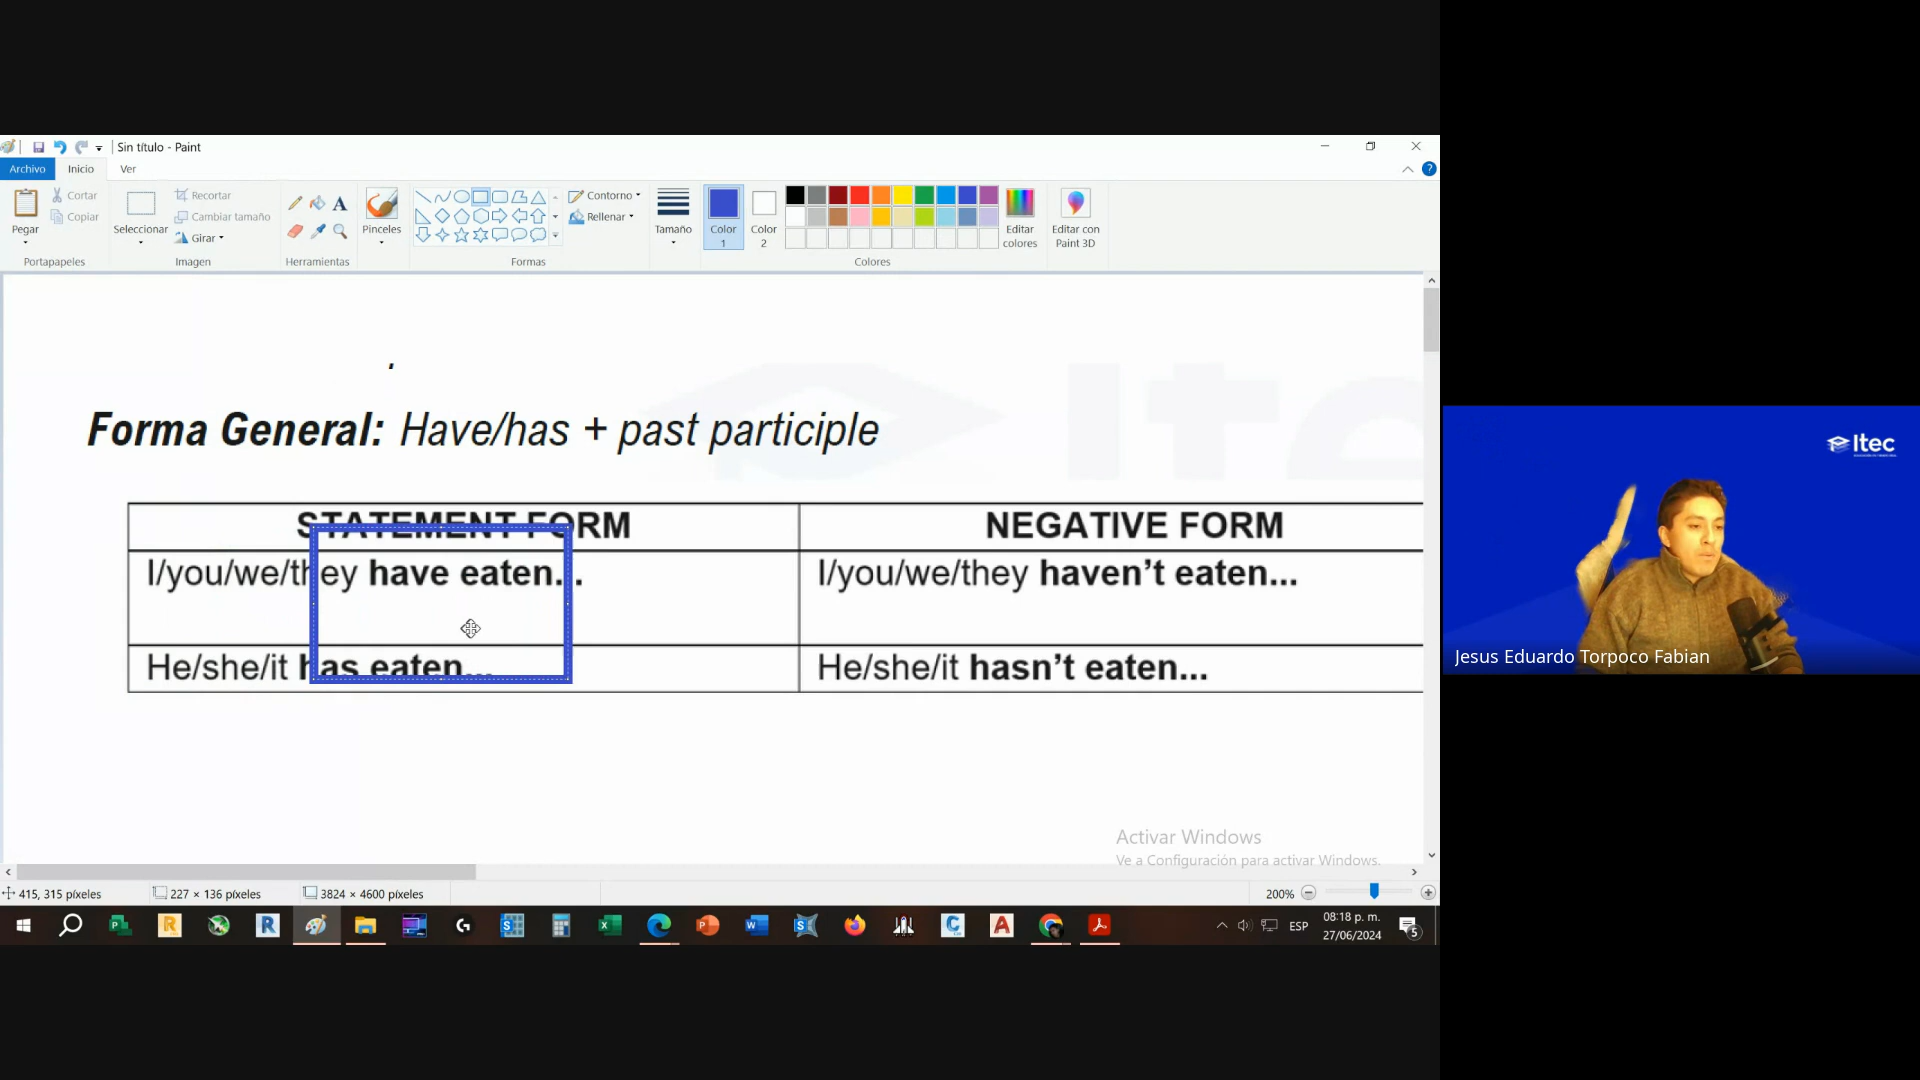 Sin título - Paint
Archivo Inicio Ver
Pegar
Cortar
Copiar
Portapapeles
Seleccionar
Recortar
Cambiar tamaño
Girar
Imagen
Herramientas
Pinceles
Contorno
Rellenar
Formas
Tamaño
Color 1
Color 2
Editar colores
Editar con Paint 3D
Colores
Forma General: Have/has + past participle
STATEMENT FORM NEGATIVE FORM
I/you/we/they have eaten... I/you/we/they haven’t eaten...
He/she/it has eaten... He/she/it hasn’t eaten...
Activar Windows
Ve a Configuración para activar Windows.
415, 315 píxeles 227 × 136 píxeles 3824 × 4600 píxeles 200%
ESP 08:18 p. m.
27/06/2024
5
Itec
Jesus Eduardo Torpoco Fabian